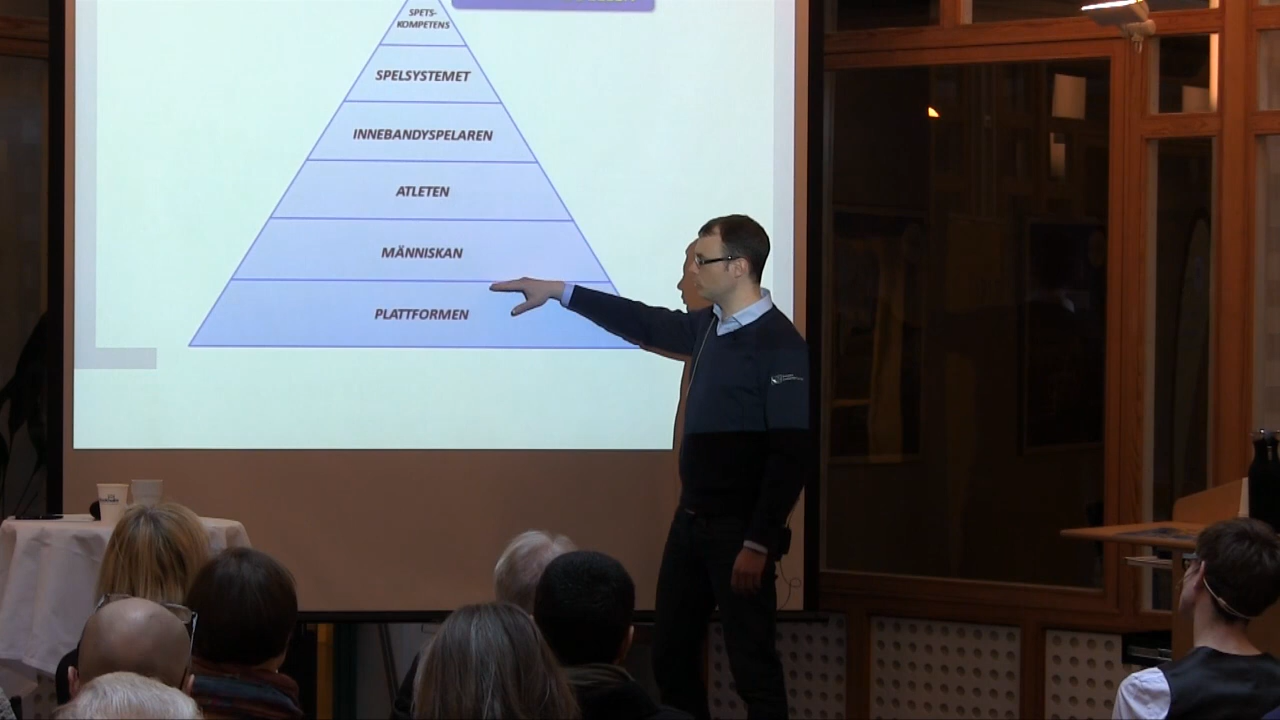 SPETS-
KOMPETENS
SPELSYSTEMET
INNEBANDYSPELAREN
ATLETEN
MÄNNISKAN
PLATTFORMEN